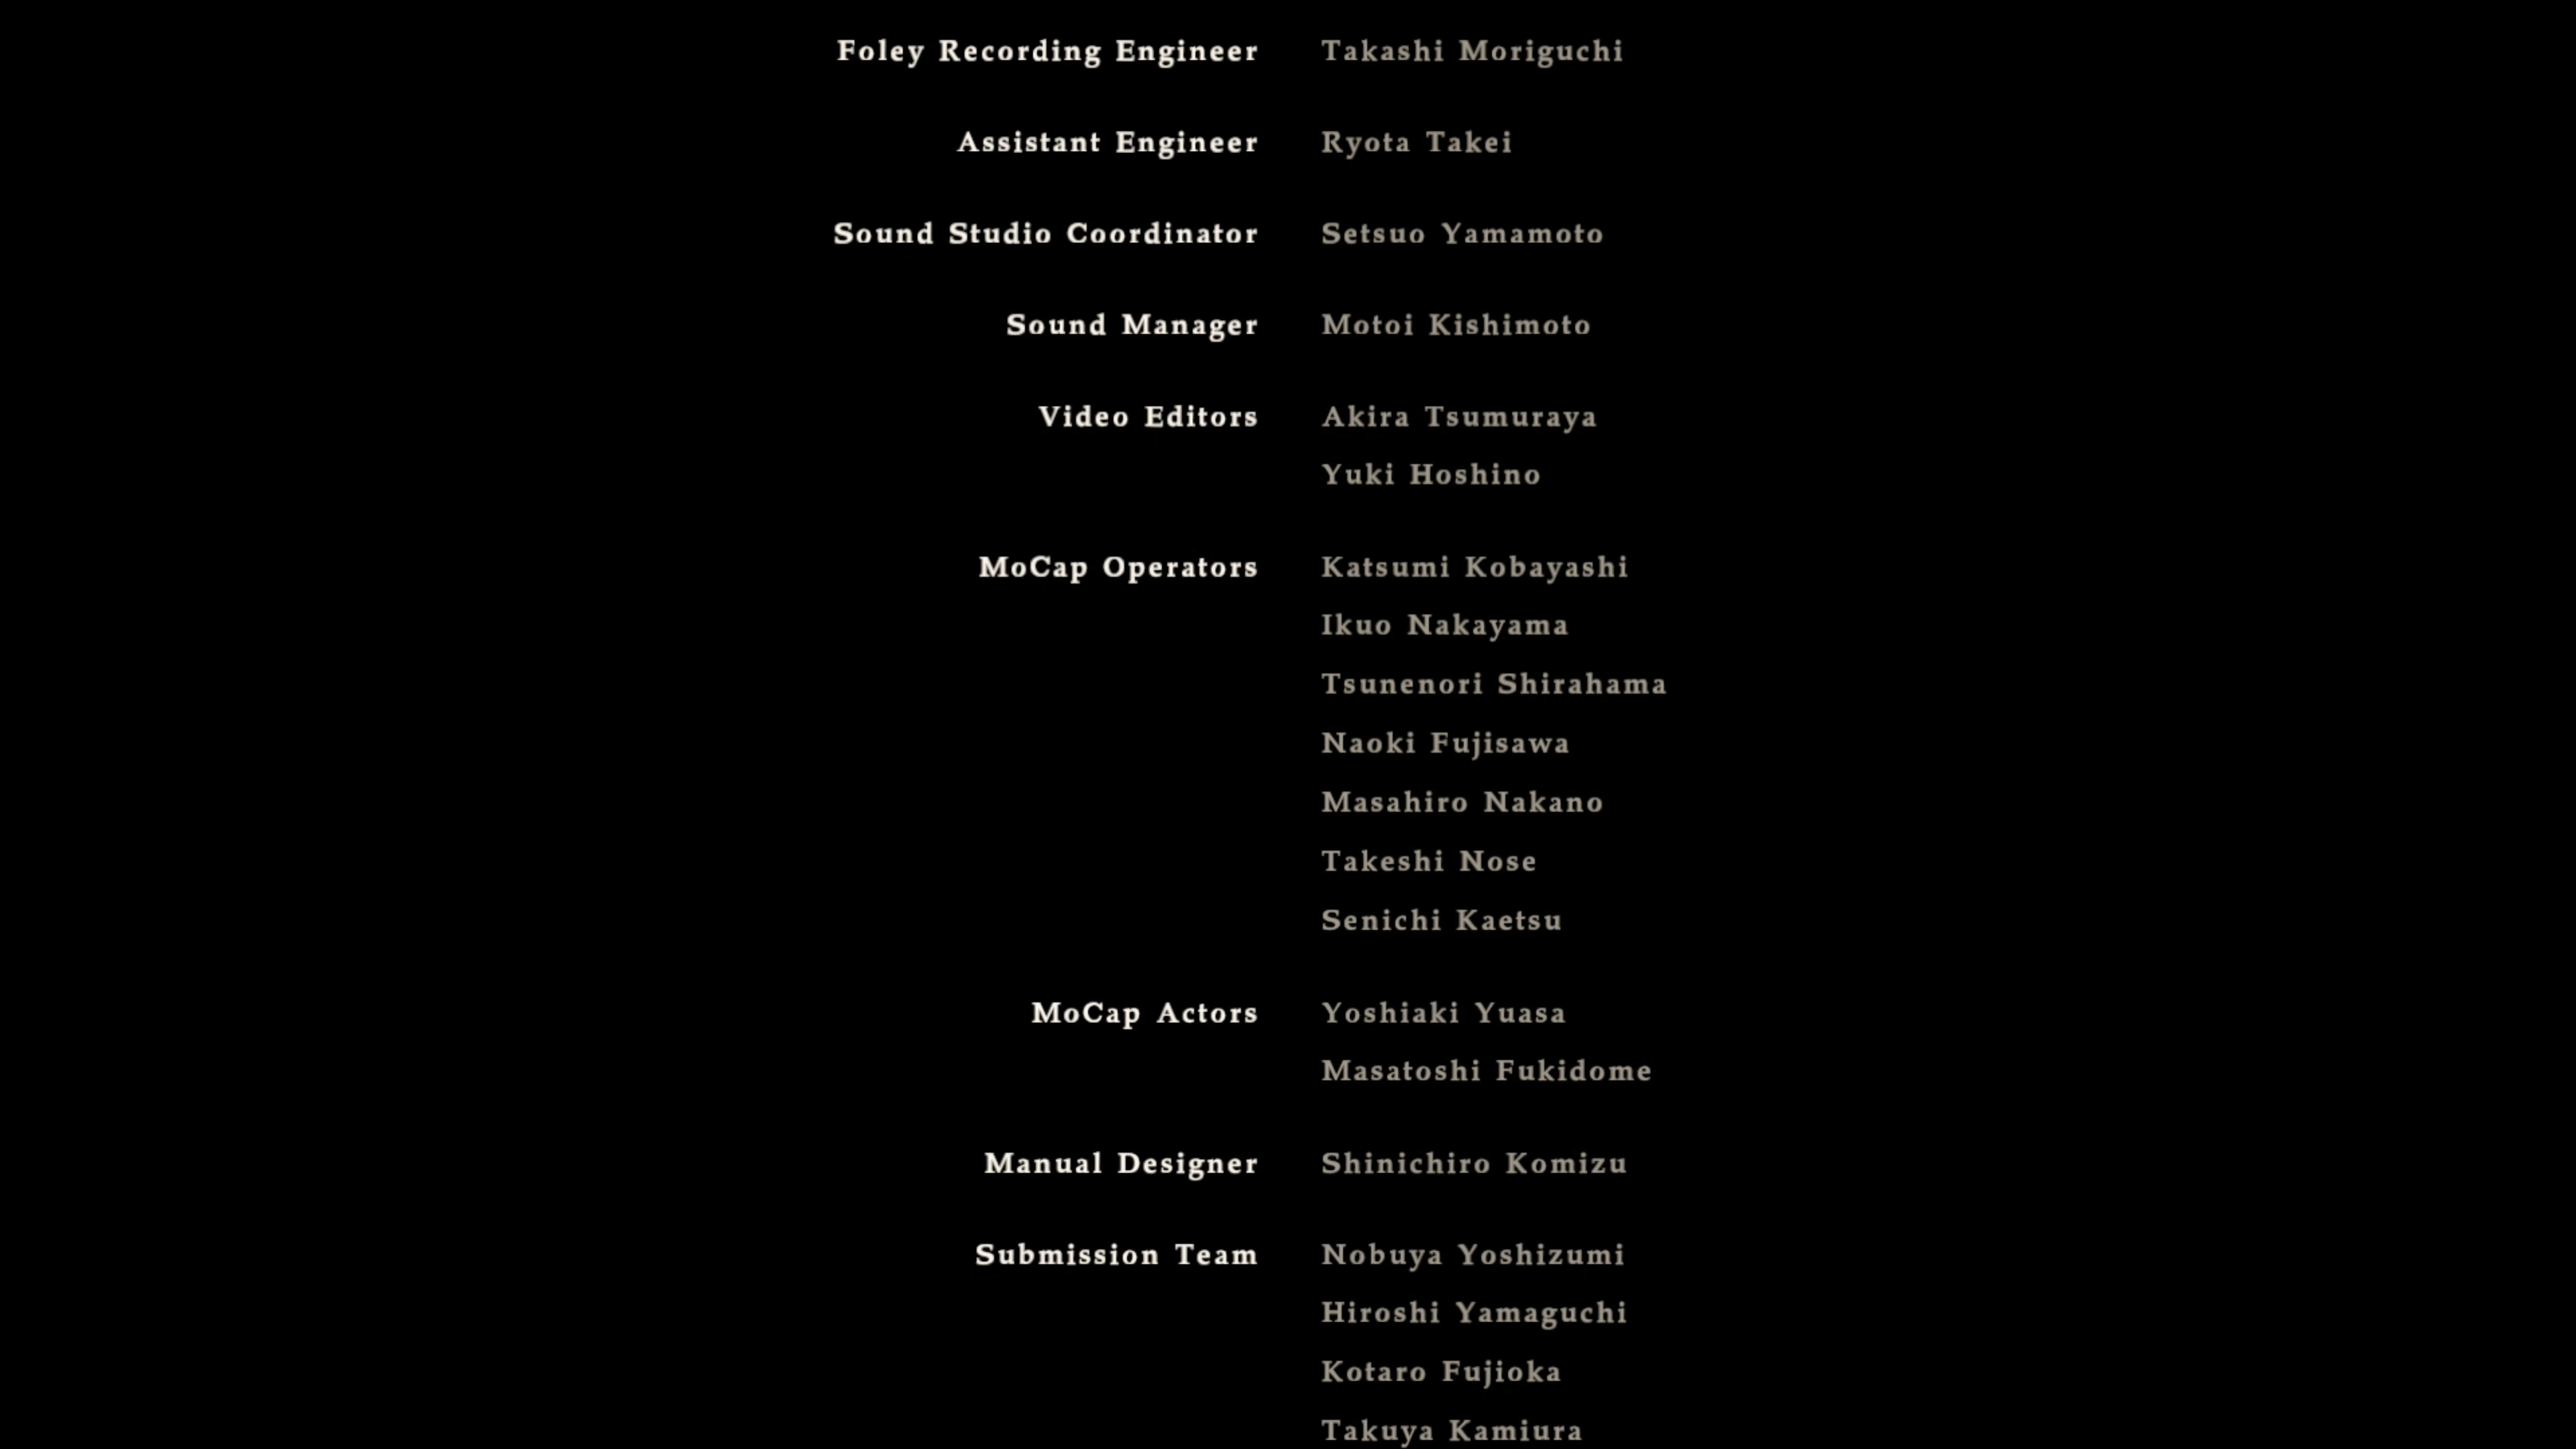 Foley Recording Engineer Takashi Moriguchi
Assistant Engineer Ryota Takei
Sound Studio Coordinator Setsuo Yamamoto
Sound Manager Motoi Kishimoto
Video Editors Akira Tsumuraya
Yuki Hoshino
MoCap Operators Katsumi Kobayashi
Ikuo Nakayama
Tsunenori Shirahama
Naoki Fujisawa
Masahiro Nakano
Takeshi Nose
Senichi Kaetsu
MoCap Actors Yoshiaki Yuasa
Masatoshi Fukidome
Manual Designer Shinichiro Komizu
Submission Team Nobuya Yoshizumi
Hiroshi Yamaguchi
Kotaro Fujioka
Takuya Kamiura